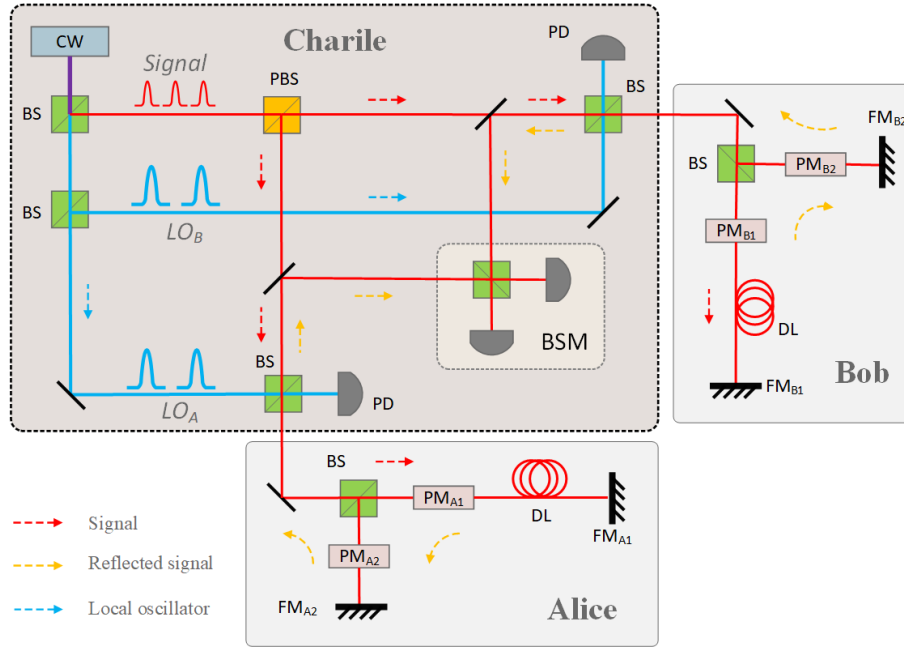 CW
Charile
PD
Signal
PBS
BS
BS
FM_B2
BS
PM_B2
BS
LO_B
PM_B1
DL
BSM
BS
Bob
FM_B1
LO_A
PD
BS
PM_A1
DL
FM_A1
Signal
PM_A2
Reflected signal
FM_A2
Alice
Local oscillator